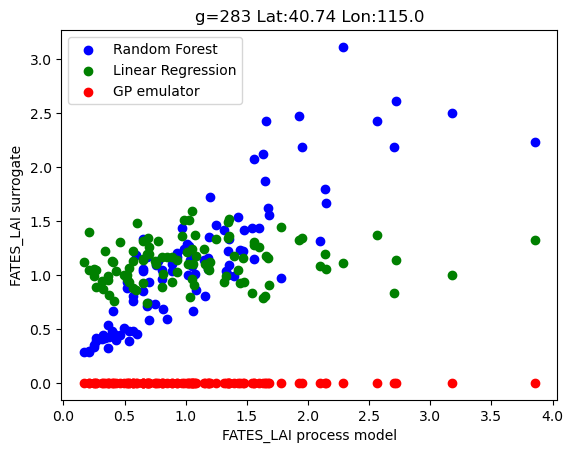 g=283 Lat:40.74 Lon:115.0
Random Forest
Linear Regression
GP emulator
FATES_LAI surrogate
3.0
2.5
2.0
1.5
1.0
0.5
0.0
0.0 0.5 1.0 1.5 2.0 2.5 3.0 3.5 4.0
FATES_LAI process model